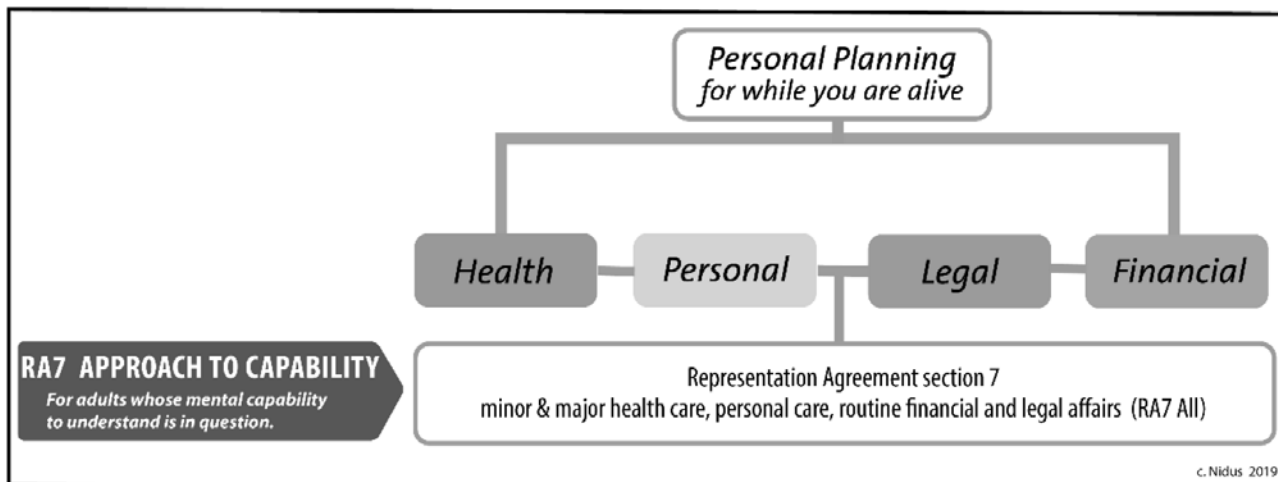 Personal Planning
for while you are alive
Health
Personal
Legal
Financial
RA7 APPROACH TO CAPABILITY
For adults whose mental capability
to understand is in question.
Representation Agreement section 7
minor & major health care, personal care, routine financial and legal affairs (RA7 All)
c. Nidus 2019